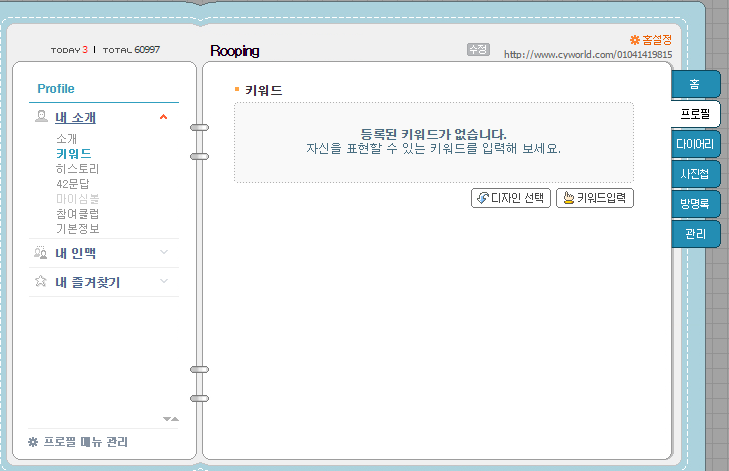 TODAY 3 | TOTAL 60997
Rooping
수정
홈설정
http://www.cyworld.com/01041419815
Profile
내 소개
소개
키워드
히스토리
42문답
마이심볼
참여클럽
기본정보
내 인맥
내 즐겨찾기
프로필 메뉴 관리
키워드
등록된 키워드가 없습니다.
자신을 표현할 수 있는 키워드를 입력해 보세요.
디자인 선택
키워드입력
홈
프로필
다이어리
사진첩
방명록
관리